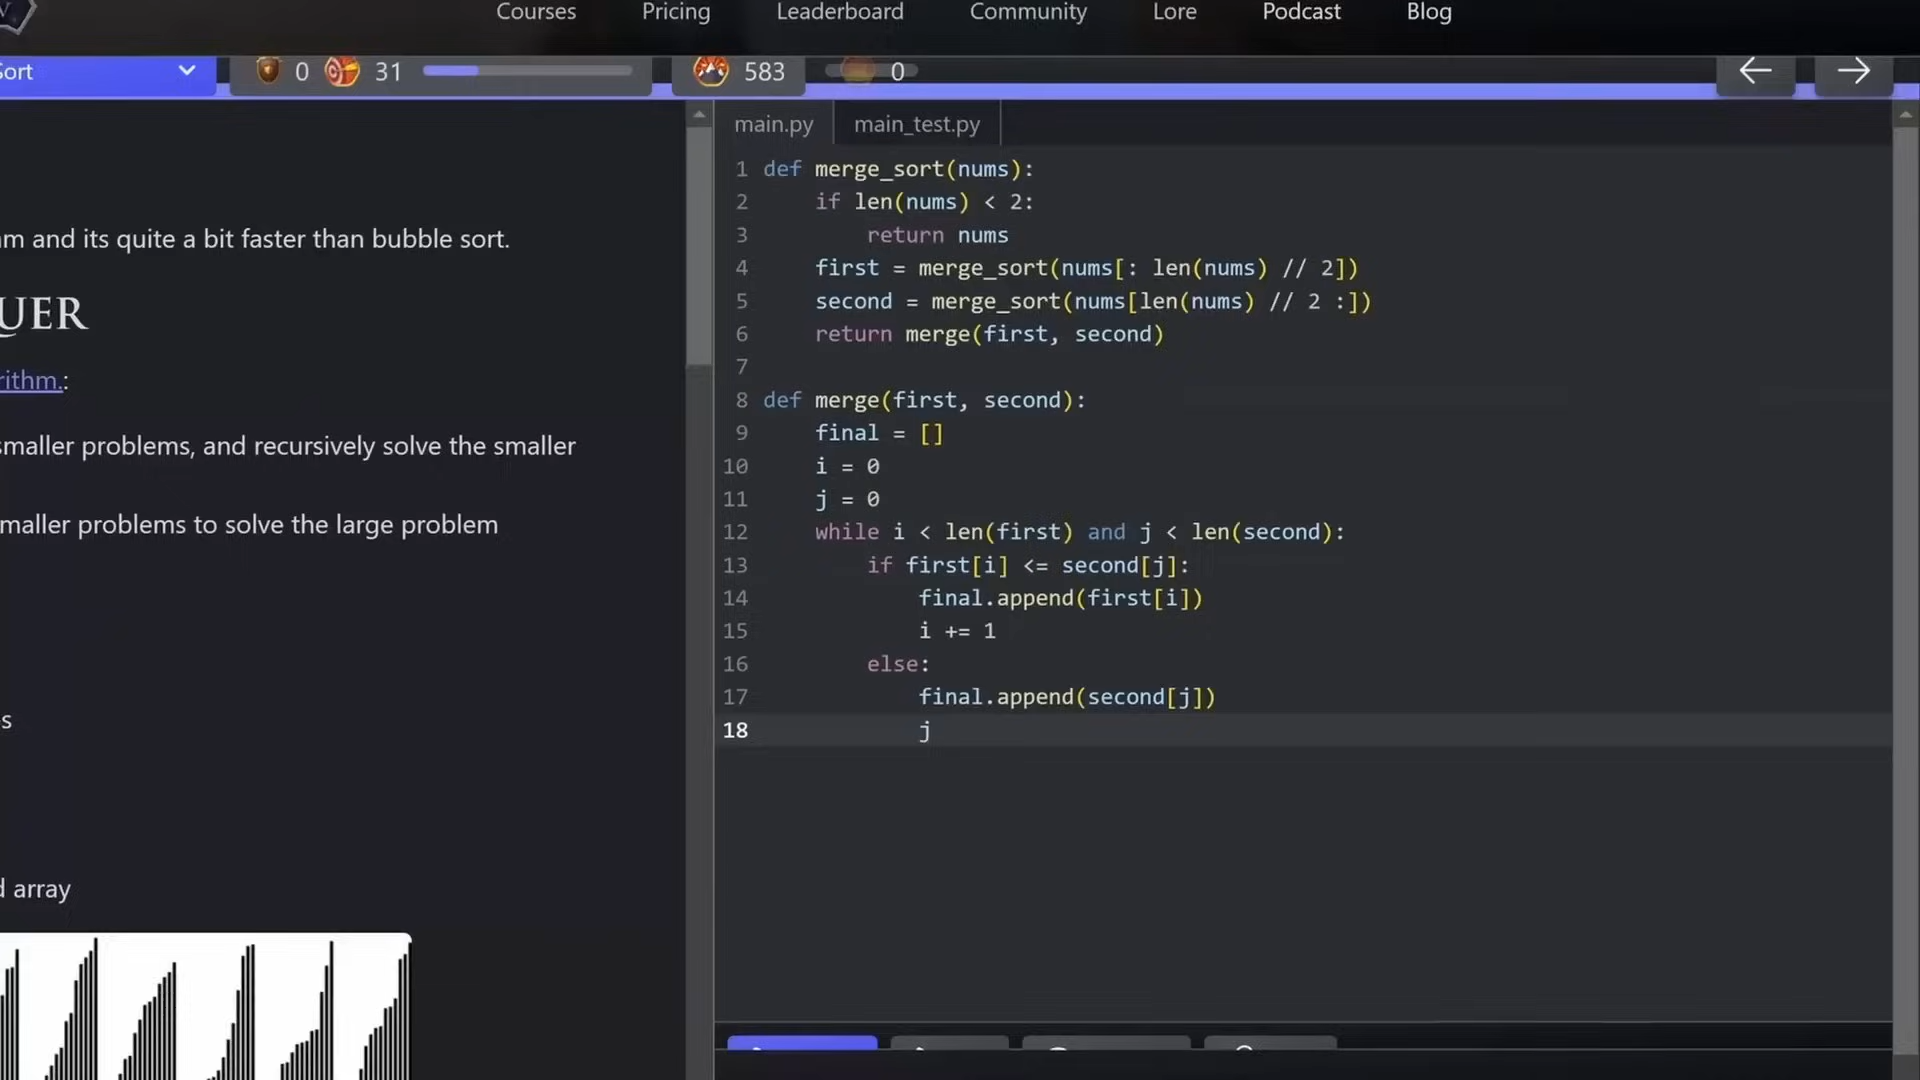 Courses Pricing Leaderboard Community Lore Podcast Blog
Sort 0 31 583 0
am and its quite a bit faster than bubble sort.
QUER
rithm.:
smaller problems, and recursively solve the smaller
maller problems to solve the large problem
s
d array
main.py main_test.py
1 def merge_sort(nums):
2 if len(nums) < 2:
3 return nums
4 first = merge_sort(nums[: len(nums) // 2])
5 second = merge_sort(nums[len(nums) // 2 :])
6 return merge(first, second)
7
8 def merge(first, second):
9 final = []
10 i = 0
11 j = 0
12 while i < len(first) and j < len(second):
13 if first[i] <= second[j]:
14 final.append(first[i])
15 i += 1
16 else:
17 final.append(second[j])
18 j